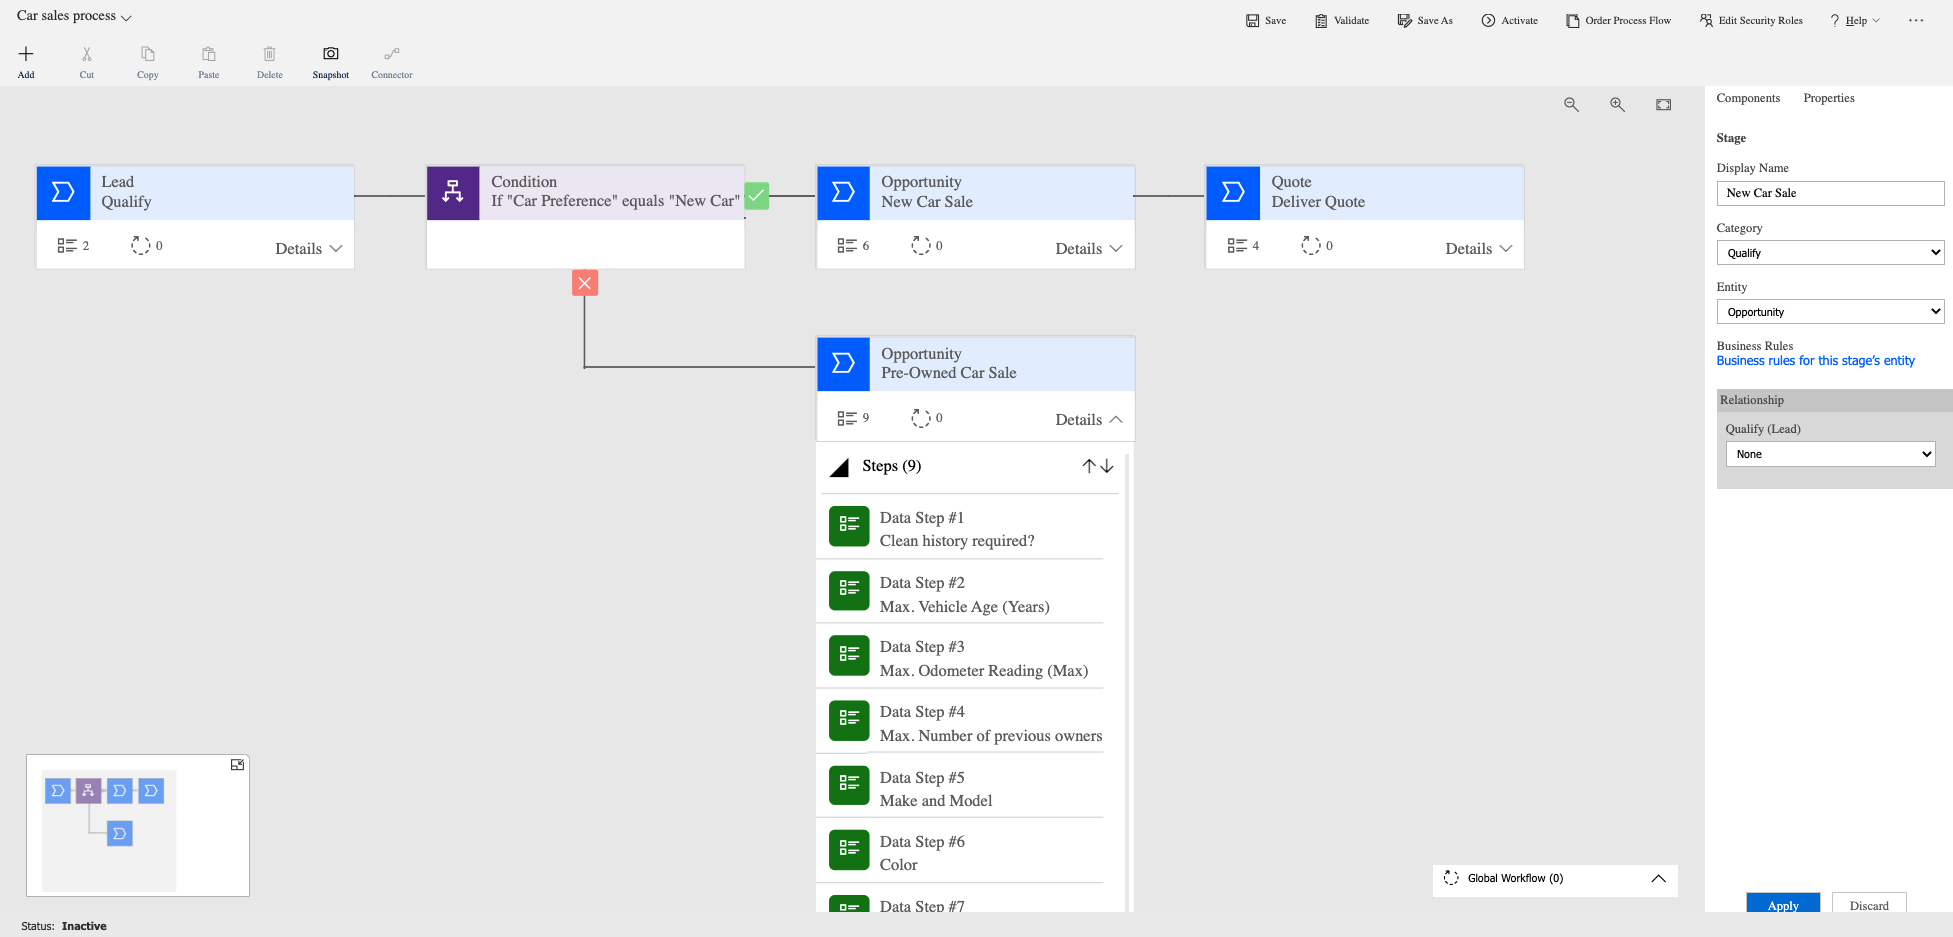 Car sales process
Save
Validate
Save As
Activate
Order Process Flow
Edit Security Roles
? Help
...
Add
Cut
Copy
Paste
Delete
Snapshot
Connector
Components
Properties
Lead
Qualify
2
0
Details
Condition
If "Car Preference" equals "New Car"
Opportunity
New Car Sale
6
0
Details
Quote
Deliver Quote
4
0
Details
Opportunity
Pre-Owned Car Sale
9
0
Details
Steps (9)
Data Step #1
Clean history required?
Data Step #2
Max. Vehicle Age (Years)
Data Step #3
Max. Odometer Reading (Max)
Data Step #4
Max. Number of previous owners
Data Step #5
Make and Model
Data Step #6
Color
Data Step #7
Stage
Display Name
New Car Sale
Category
Qualify
Entity
Opportunity
Business Rules
Business rules for this stage's entity
Relationship
Qualify (Lead)
None
Global Workflow (0)
Apply
Discard
Status: Inactive